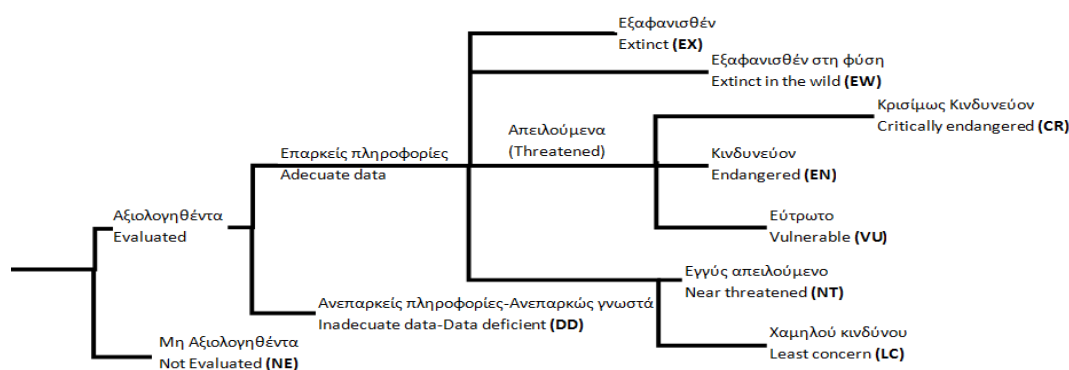 Εξαφανισθέν
Extinct (EX)
Εξαφανισθέν στη φύση
Extinct in the wild (EW)
Κρισίμως Κινδυνεύον
Critically endangered (CR)
Απειλούμενα
(Threatened)
Κινδυνεύον
Endangered (EN)
Επαρκείς πληροφορίες
Adecuate data
Εύτρωτο
Vulnerable (VU)
Αξιολογηθέντα
Evaluated
Εγγύς απειλούμενο
Near threatened (NT)
Ανεπαρκείς πληροφορίες-Ανεπαρκώς γνωστά
Inadecuate data-Data deficient (DD)
Χαμηλού κινδύνου
Least concern (LC)
Μη Αξιολογηθέντα
Not Evaluated (NE)